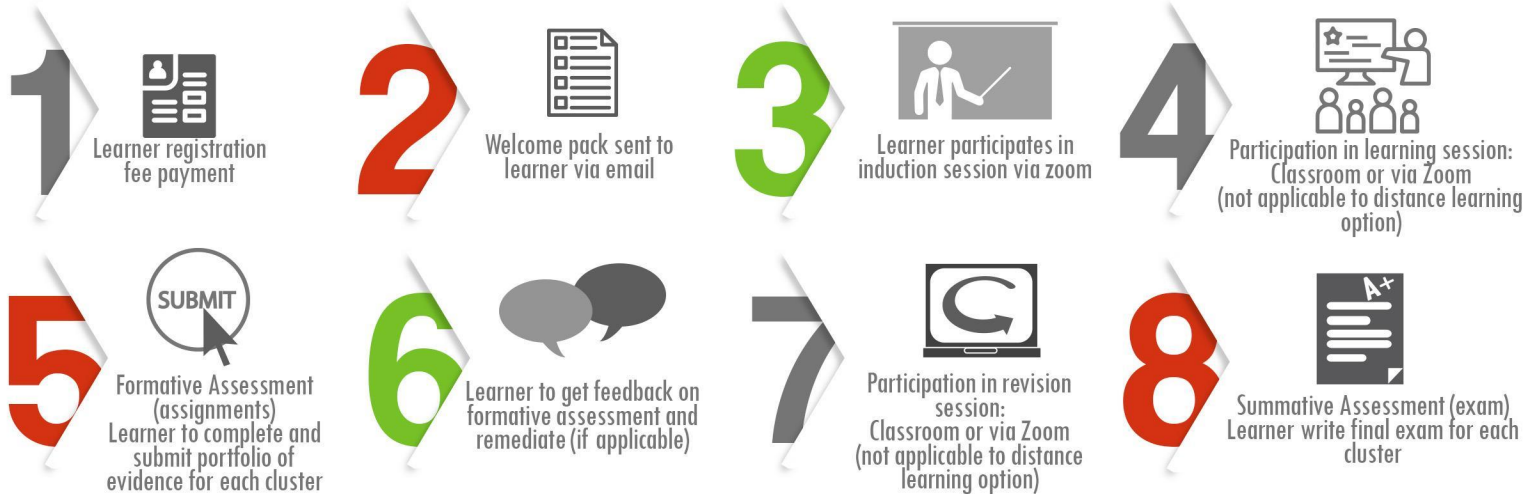 1
Learner registration
fee payment
2
Welcome pack sent to
learner via email
3
Learner participates in
induction session via zoom
4
Participation in learning session:
Classroom or via Zoom
(not applicable to distance learning
option)
5
SUBMIT
Formative Assessment
(assignments)
Learner to complete and
submit portfolio of
evidence for each cluster
6
Learner to get feedback on
formative assessment and
remediate (if applicable)
7
Participation in revision
session:
Classroom or via Zoom
(not applicable to distance
learning option)
8
A+
Summative Assessment (exam)
Learner write final exam for each
cluster